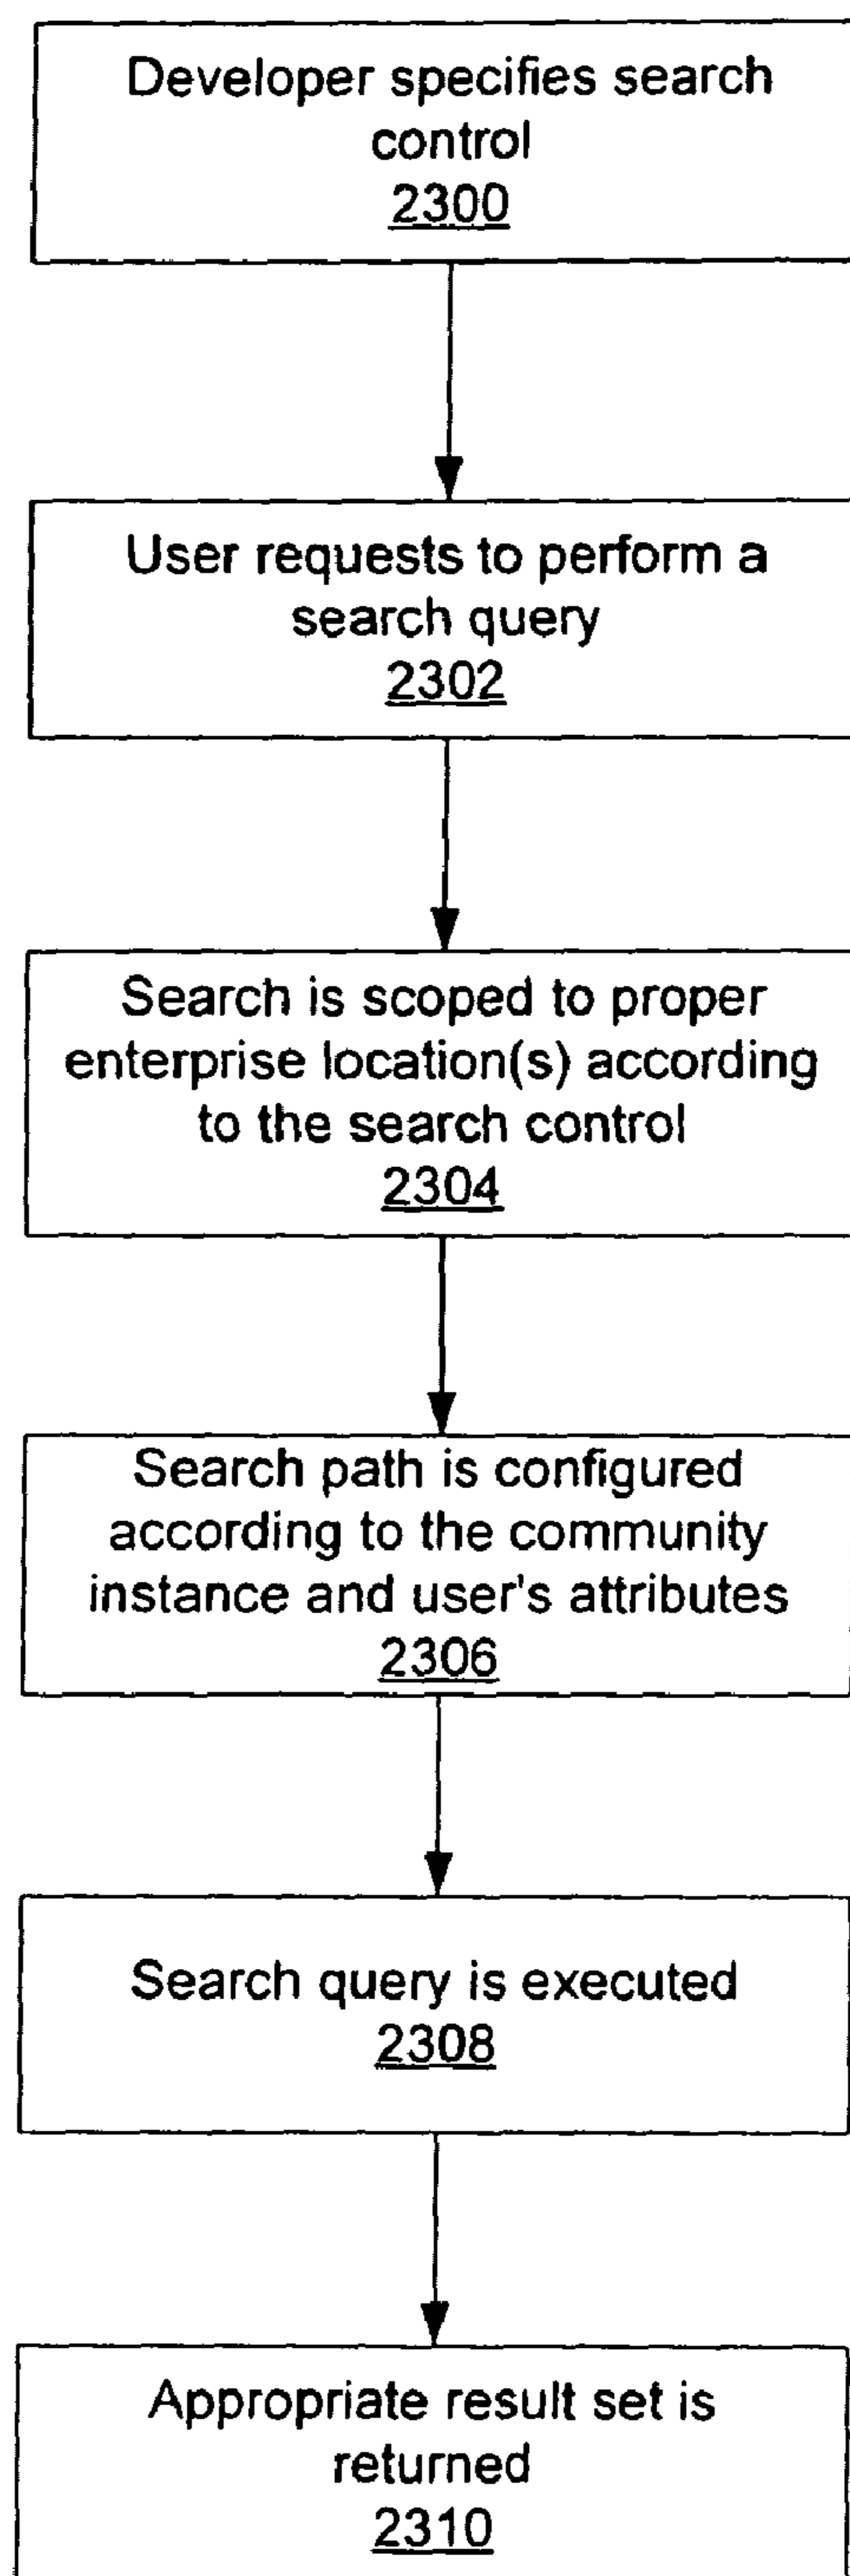 Developer specifies search
control
2300
User requests to perform a
search query
2302
Search is scoped to proper
enterprise location(s) according
to the search control
2304
Search path is configured
according to the community
instance and user's attributes
2306
Search query is executed
2308
Appropriate result set is
returned
2310